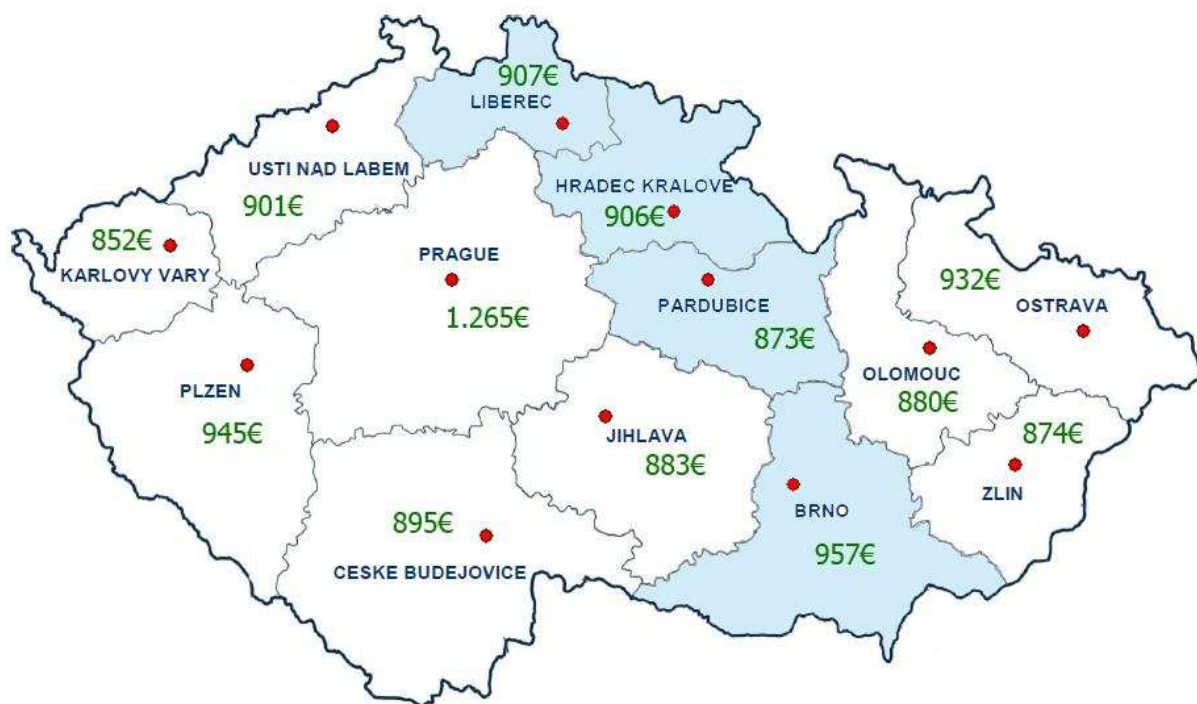 907€
LIBEREC
USTI NAD LABEM
901€
HRADEC KRALOVE
906€
852€
KARLOVY VARY
PRAGUE
1.265€
PARDUBICE
873€
932€
OSTRAVA
PLZEN
945€
OLOMOUC
880€
JIHLAVA
883€
874€
ZLIN
BRNO
957€
895€
CESKE BUDEJOVICE